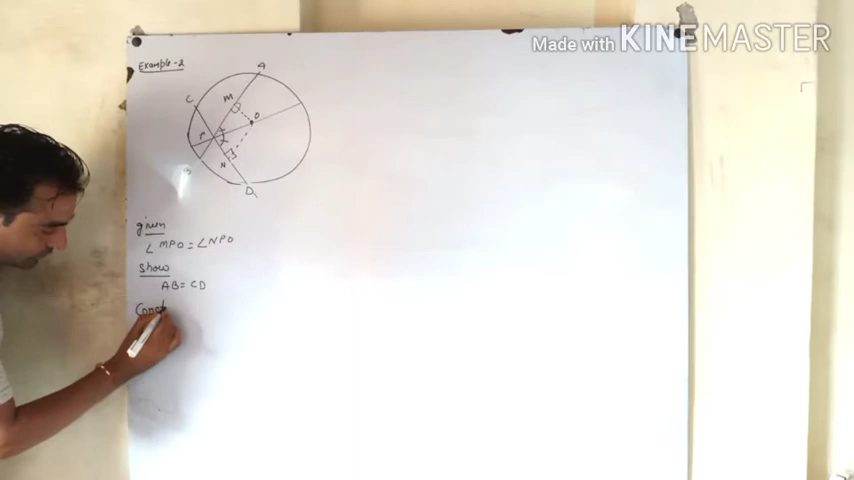 Made with KINEMASTER
Example-2
A
C
M
O
P
N
B
D
given
∠MPO = ∠NPO
Show
AB = CD
Const